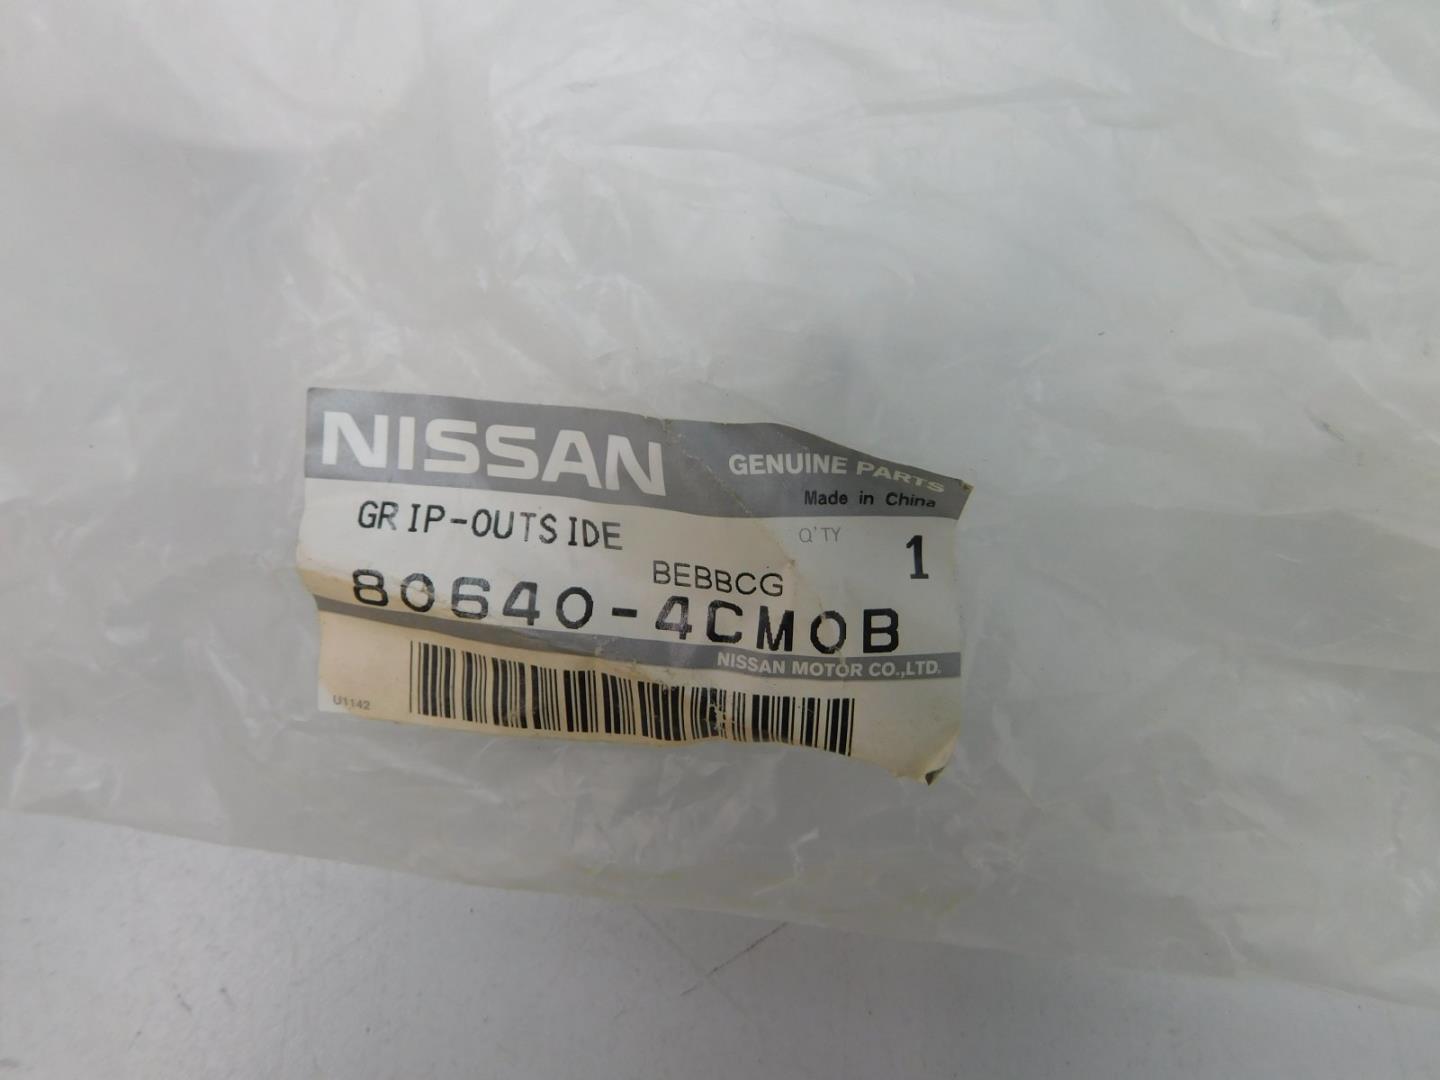 NISSAN
GENUINE PARTS
Made in China
GRIP-OUTSIDE
Q'TY 1
BEBBCG
80640-4CM0B
NISSAN MOTOR CO.,LTD.
U1142